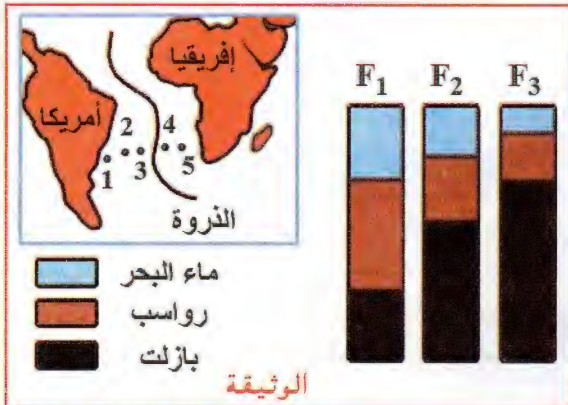 إفريقيا
أمريكا
F1 F2 F3
2 4
1 3 5
الذروة
ماء البحر
رواسب
بازلت
الوثيقة